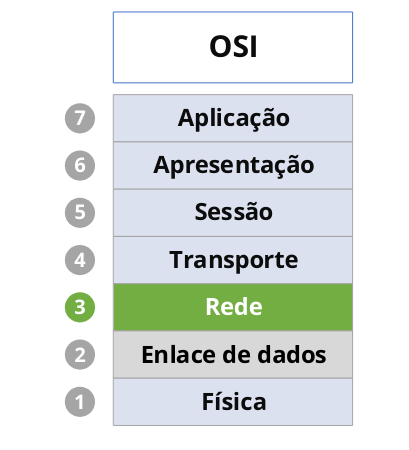 OSI
7 Aplicação
6 Apresentação
5 Sessão
4 Transporte
3 Rede
2 Enlace de dados
1 Física